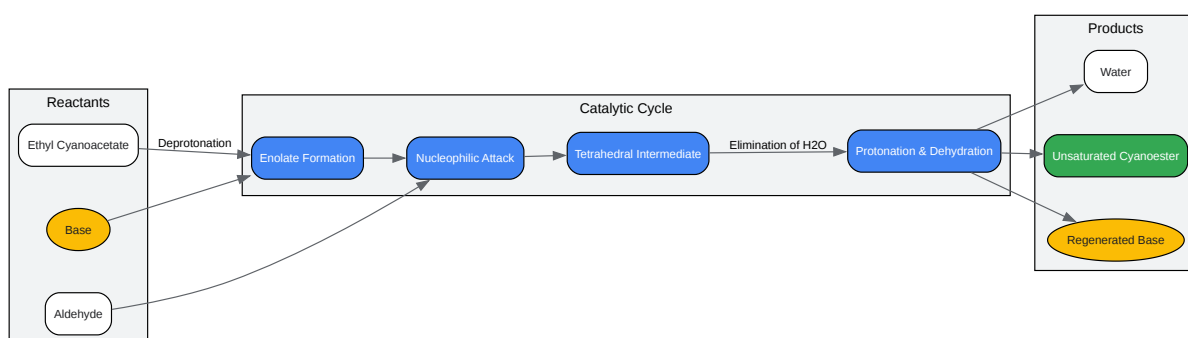 Reactants
Ethyl Cyanoacetate
Base
Aldehyde
Deprotonation
Catalytic Cycle
Enolate Formation
Nucleophilic Attack
Tetrahedral Intermediate
Elimination of H2O
Protonation & Dehydration
Products
Water
Unsaturated Cyanoester
Regenerated Base